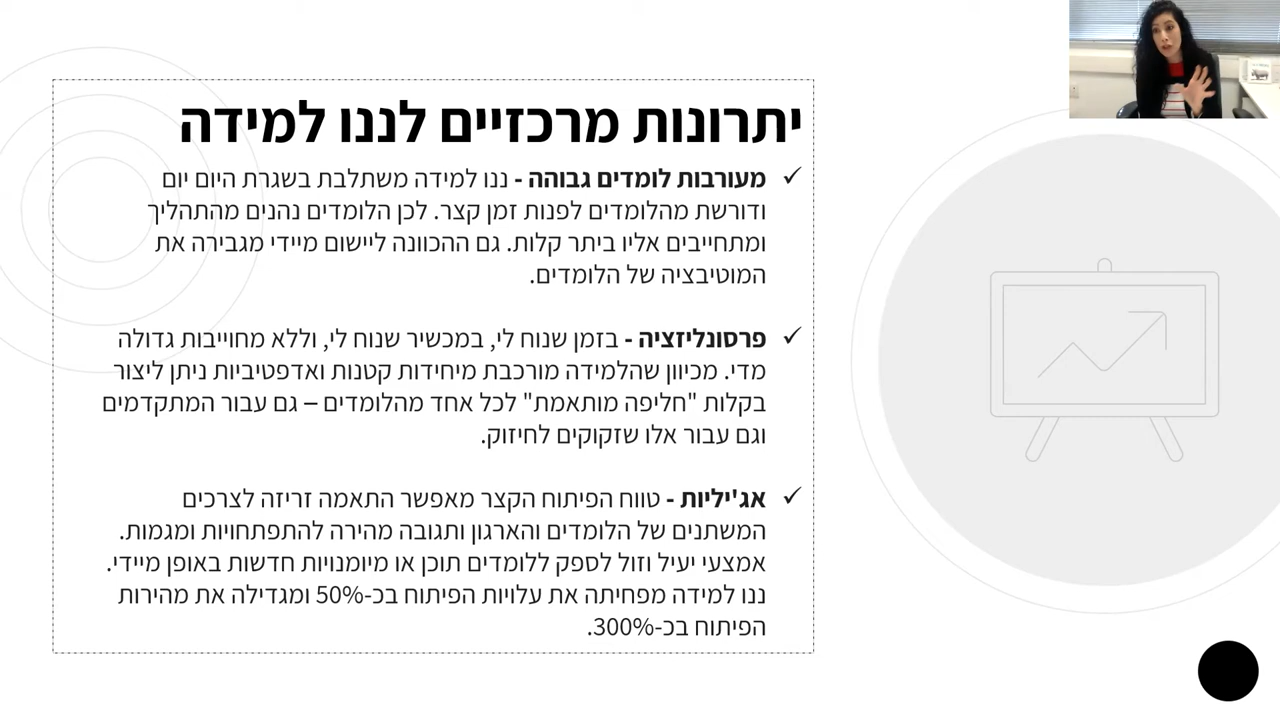 יתרונות מרכזיים לננו למידה
✓ מעורבות לומדים גבוהה - ננו למידה משתלבת בשגרת היום יום
ודורשת מהלומדים לפנות זמן קצר. לכן הלומדים נהנים מהתהליך
ומתחייבים אליו ביתר קלות. גם ההכוונה ליישום מיידי מגבירה את
המוטיבציה של הלומדים.
✓ פרסונליזציה - בזמן שנוח לי, במכשיר שנוח לי, וללא מחוייבות גדולה
מדי. מכיוון שהלמידה מורכבת מיחידות קטנות ואדפטיביות ניתן ליצור
בקלות "חליפה מותאמת" לכל אחד מהלומדים – גם עבור המתקדמים
וגם עבור אלו שזקוקים לחיזוק.
✓ אג'יליות - טווח הפיתוח הקצר מאפשר התאמה זריזה לצרכים
המשתנים של הלומדים והארגון ותגובה מהירה להתפתחויות ומגמות.
אמצעי יעיל וזול לספק ללומדים תוכן או מיומנויות חדשות באופן מיידי.
ננו למידה מפחיתה את עלויות הפיתוח בכ-50% ומגדילה את מהירות
הפיתוח בכ-300%.